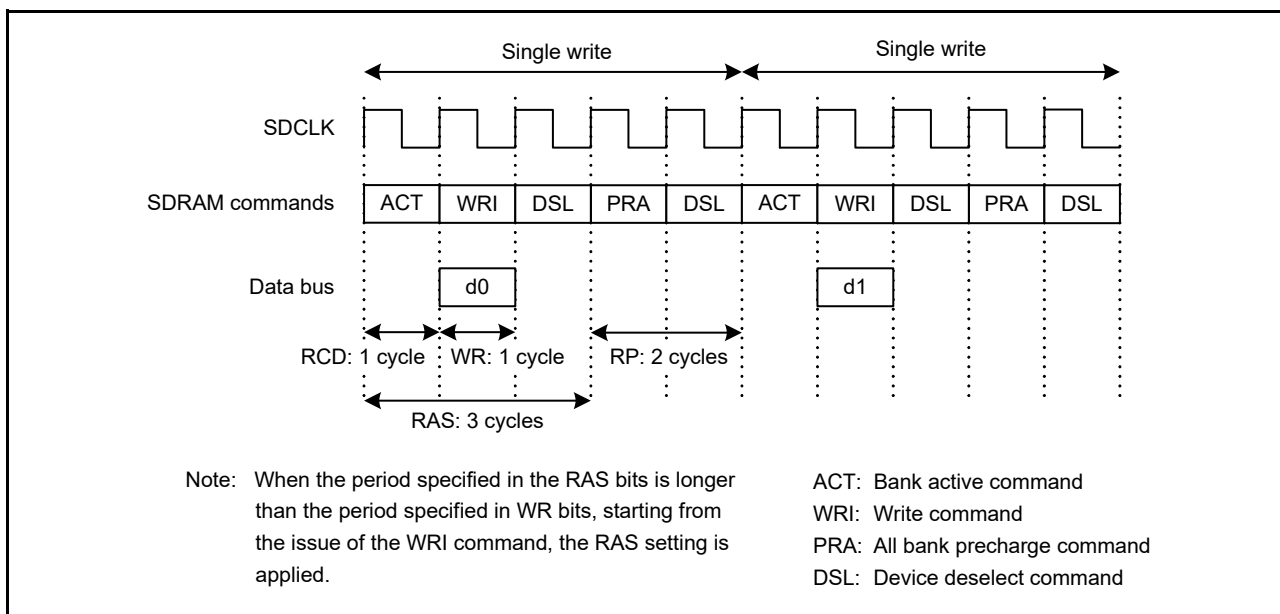 Single write Single write
SDCLK
SDRAM commands ACT WRI DSL PRA DSL ACT WRI DSL PRA DSL
Data bus d0 d1
RCD: 1 cycle WR: 1 cycle RP: 2 cycles
RAS: 3 cycles
Note: When the period specified in the RAS bits is longer
than the period specified in WR bits, starting from
the issue of the WRI command, the RAS setting is
applied.
ACT: Bank active command
WRI: Write command
PRA: All bank precharge command
DSL: Device deselect command